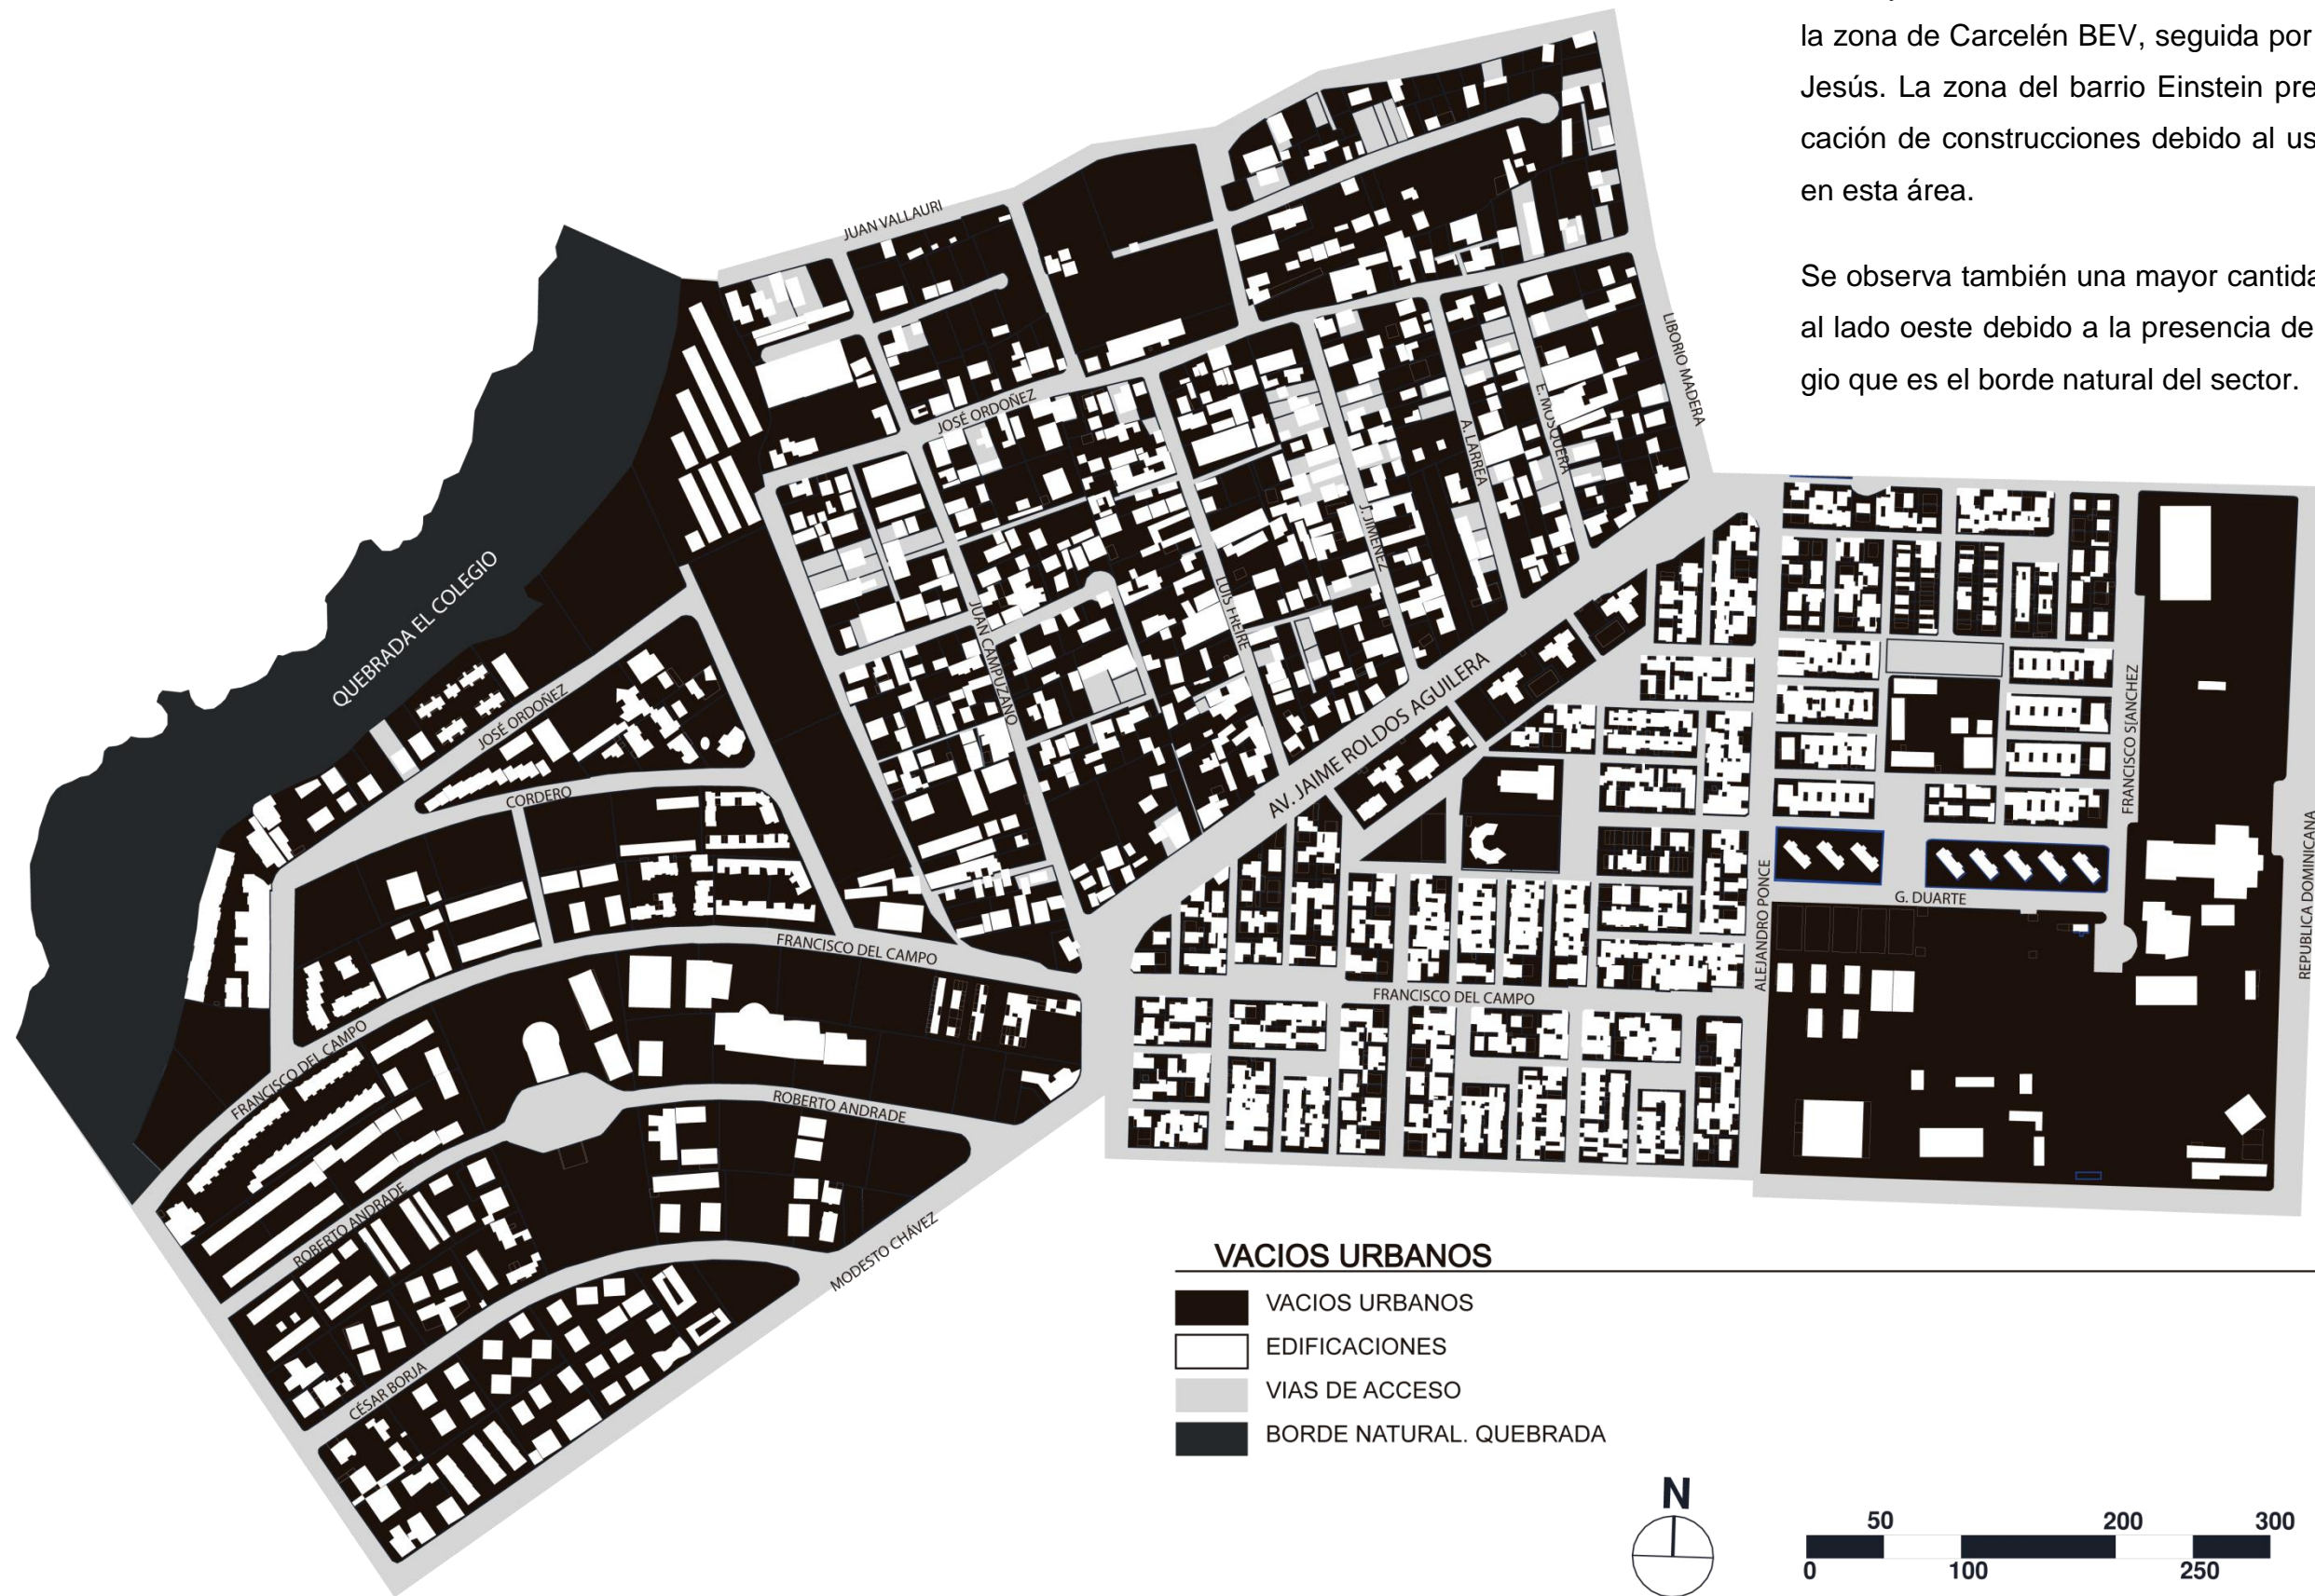 la zona de Carcelén BEV, seguida por
Jesús. La zona del barrio Einstein pre
cación de construcciones debido al us
en esta área.
Se observa también una mayor cantida
al lado oeste debido a la presencia de
gio que es el borde natural del sector.
JUAN VALLAURI
LIBORIO MADERA
JOSÉ ORDOÑEZ
E. MOSQUERA
A. LARREA
J. JIMENEZ
QUEBRADA EL COLEGIO
LUIS FREIRE
JUAN CAMPUZANO
JOSÉ ORDOÑEZ
AV. JAIME ROLDOS AGUILERA
FRANCISCO S[ANCHEZ
CORDERO
REPUBLICA DOMINICANA
ALEJANDRO PONCE
G. DUARTE
FRANCISCO DEL CAMPO
FRANCISCO DEL CAMPO
FRANCISCO DEL CAMPO
ROBERTO ANDRADE
ROBERTO ANDRADE
MODESTO CHÁVEZ
CÉSAR BORJA
VACIOS URBANOS
VACIOS URBANOS
EDIFICACIONES
VIAS DE ACCESO
BORDE NATURAL. QUEBRADA
N
50 200 300
0 100 250